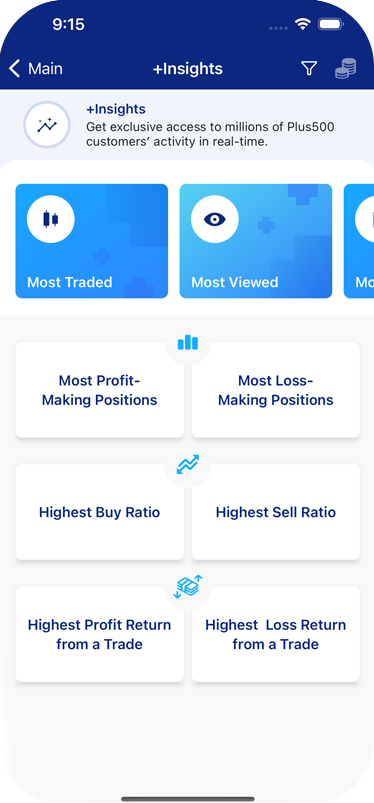 9:15
Main
+Insights
+Insights
Get exclusive access to millions of Plus500
customers’ activity in real-time.
Most Traded
Most Viewed
Mo
Most Profit-
Making Positions
Most Loss-
Making Positions
Highest Buy Ratio
Highest Sell Ratio
Highest Profit Return
from a Trade
Highest Loss Return
from a Trade